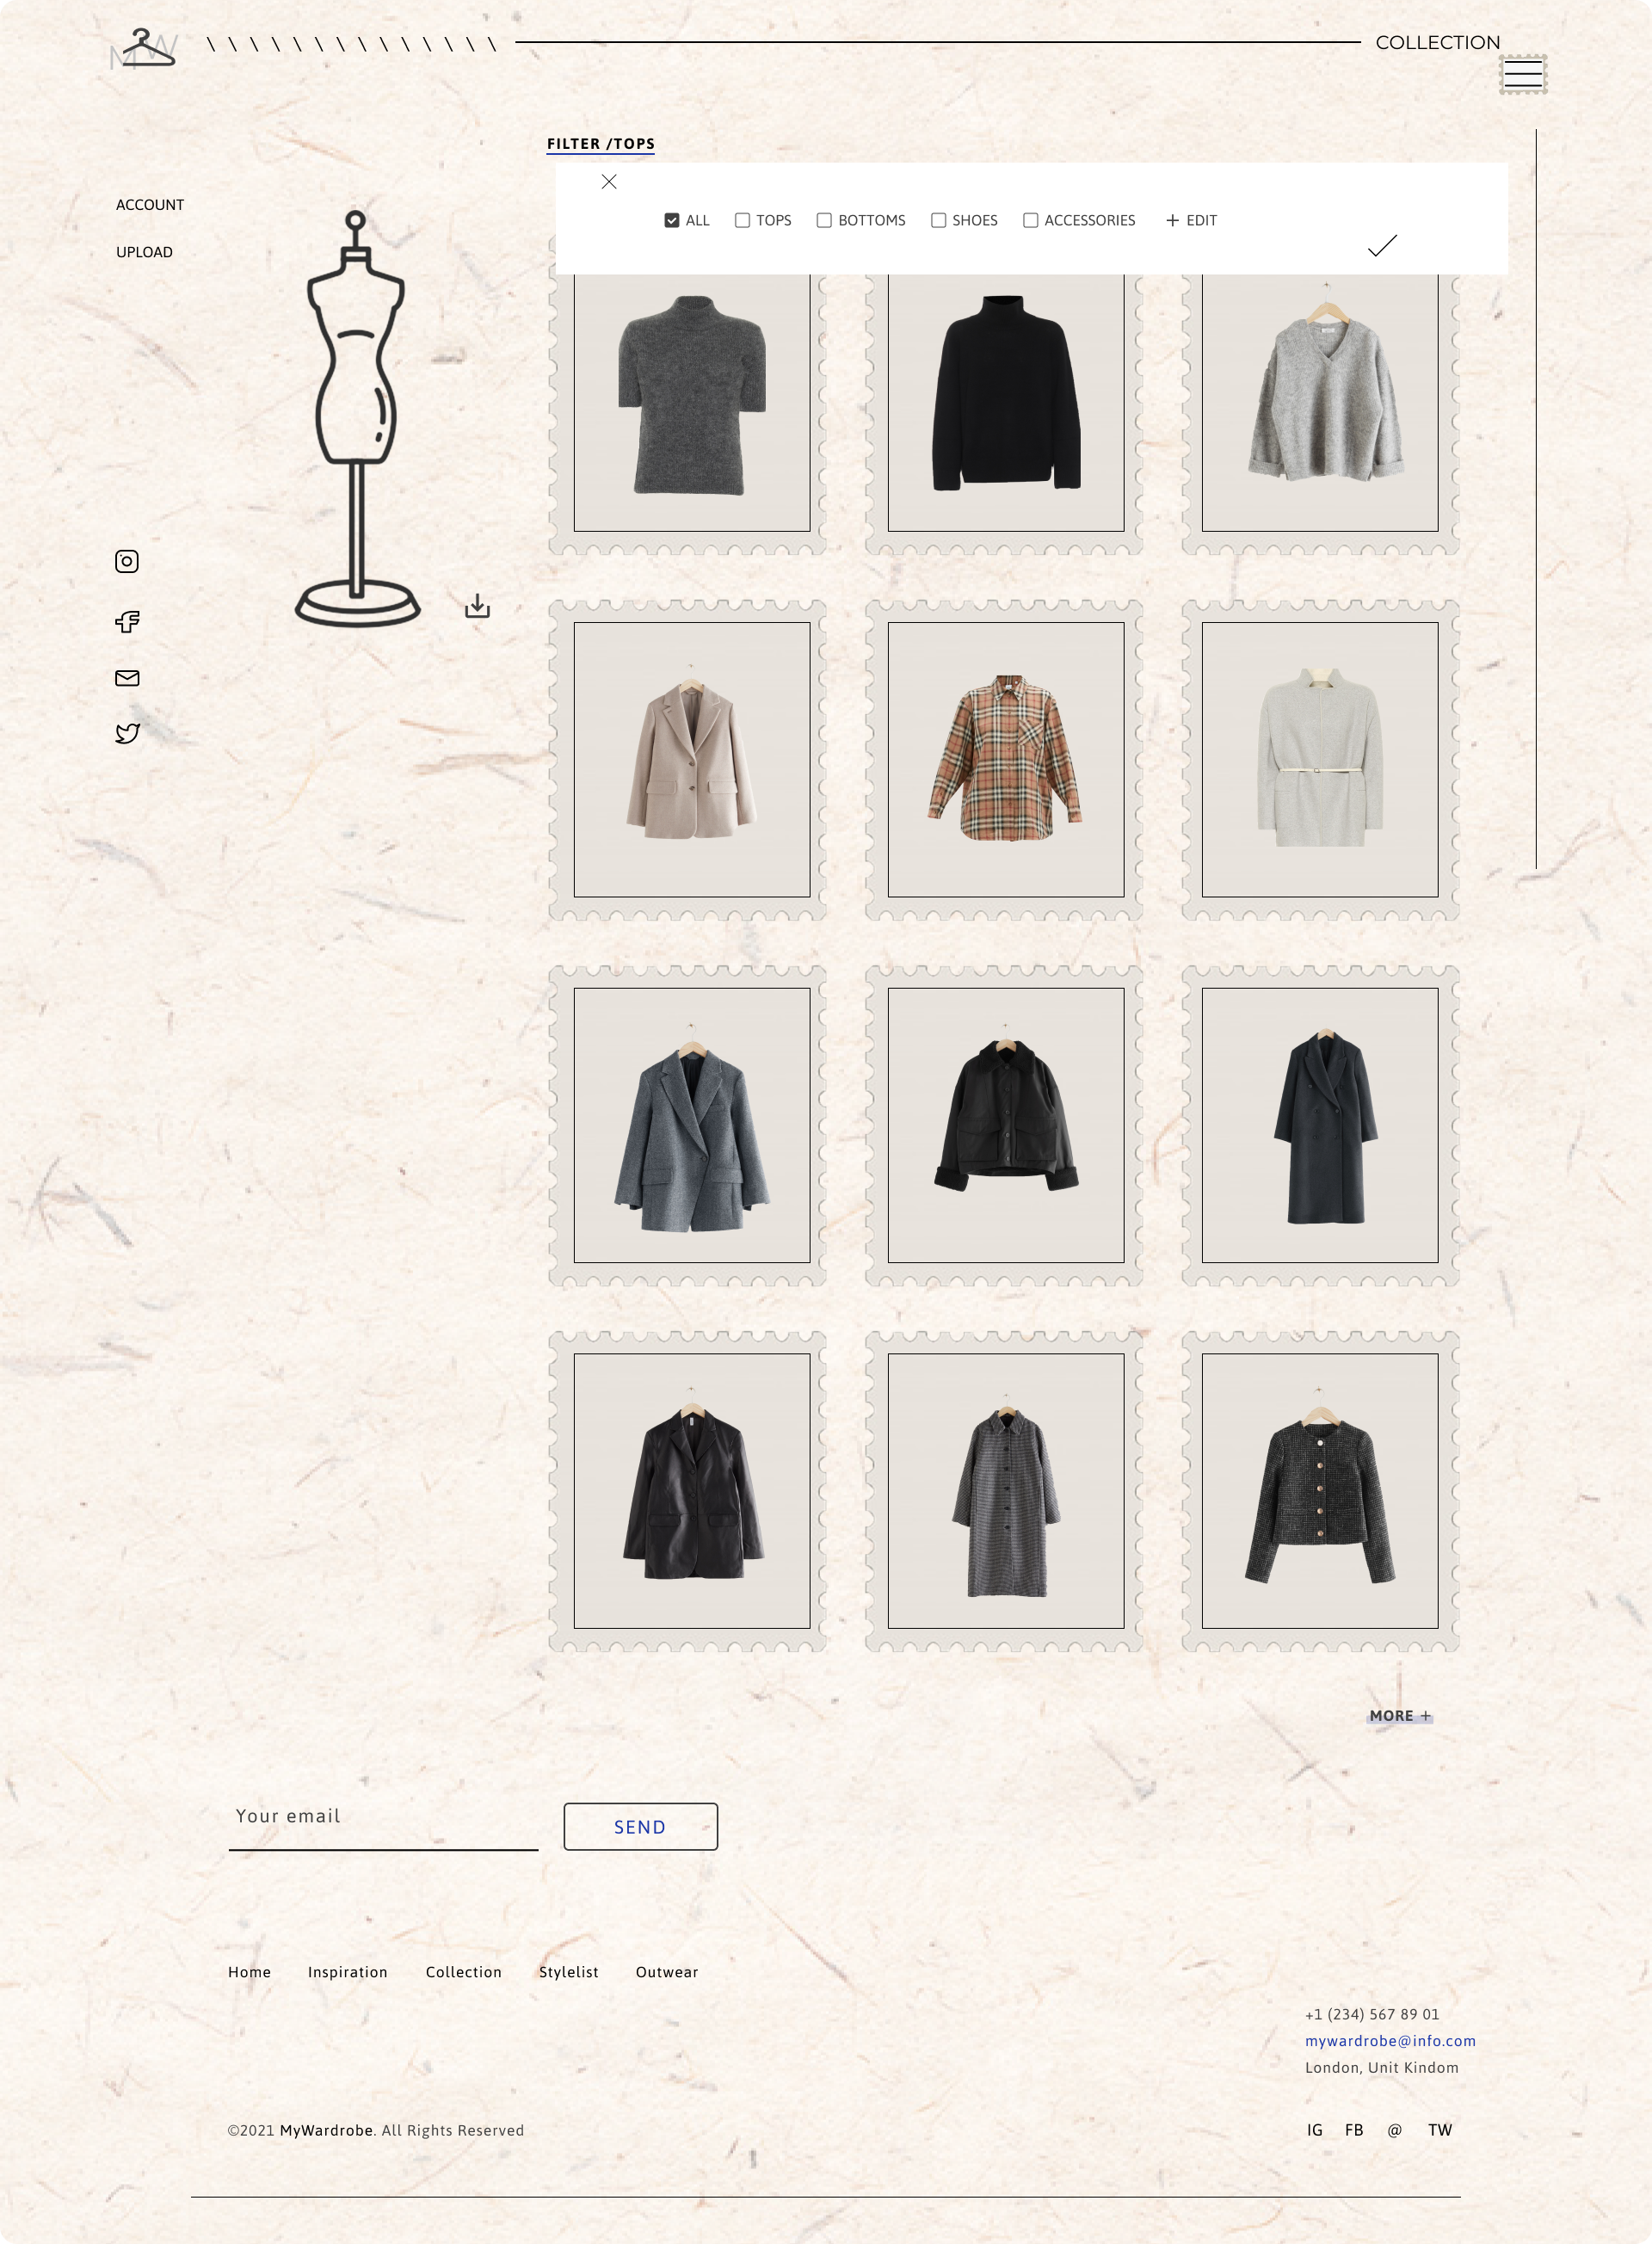 MW
COLLECTION
FILTER /TOPS
ALL TOPS BOTTOMS SHOES ACCESSORIES + EDIT
ACCOUNT
UPLOAD
MORE +
Your email
SEND
Home Inspiration Collection Stylelist Outwear
+1 (234) 567 89 01
mywardrobe@info.com
London, Unit Kindom
©2021 MyWardrobe. All Rights Reserved
IG FB @ TW